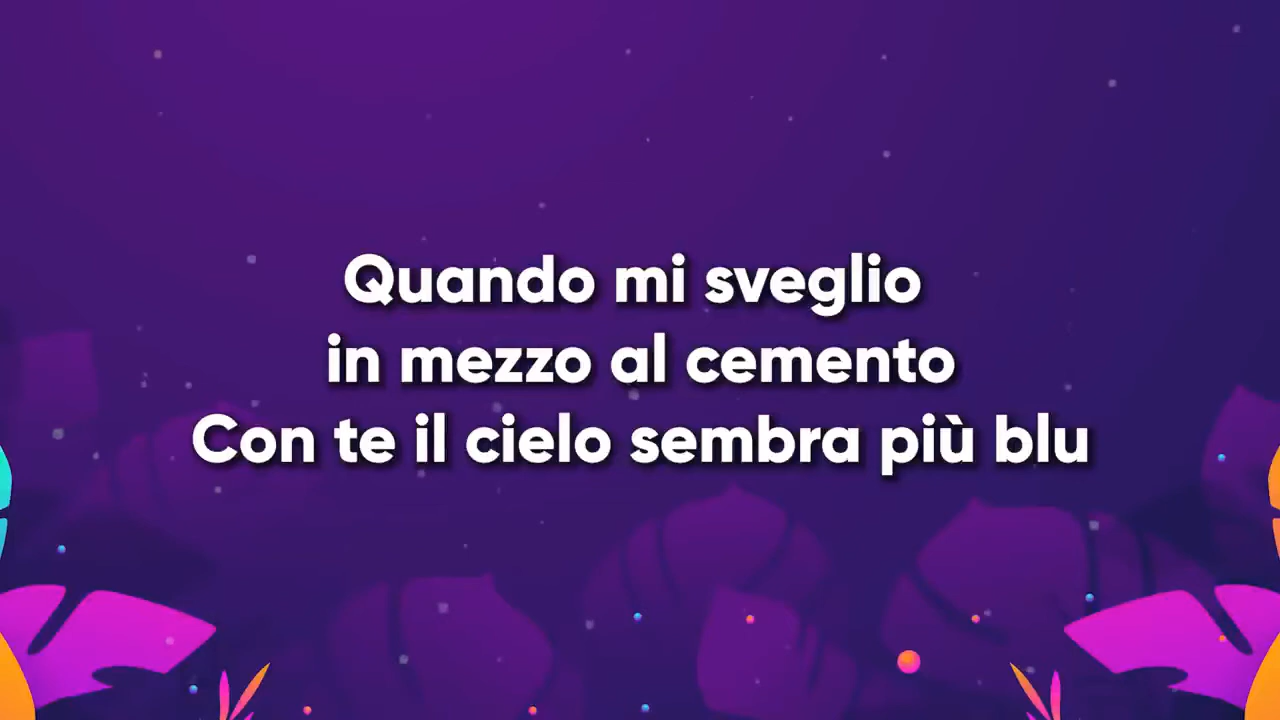 Quando mi sveglio
in mezzo al cemento
Con te il cielo sembra più blu